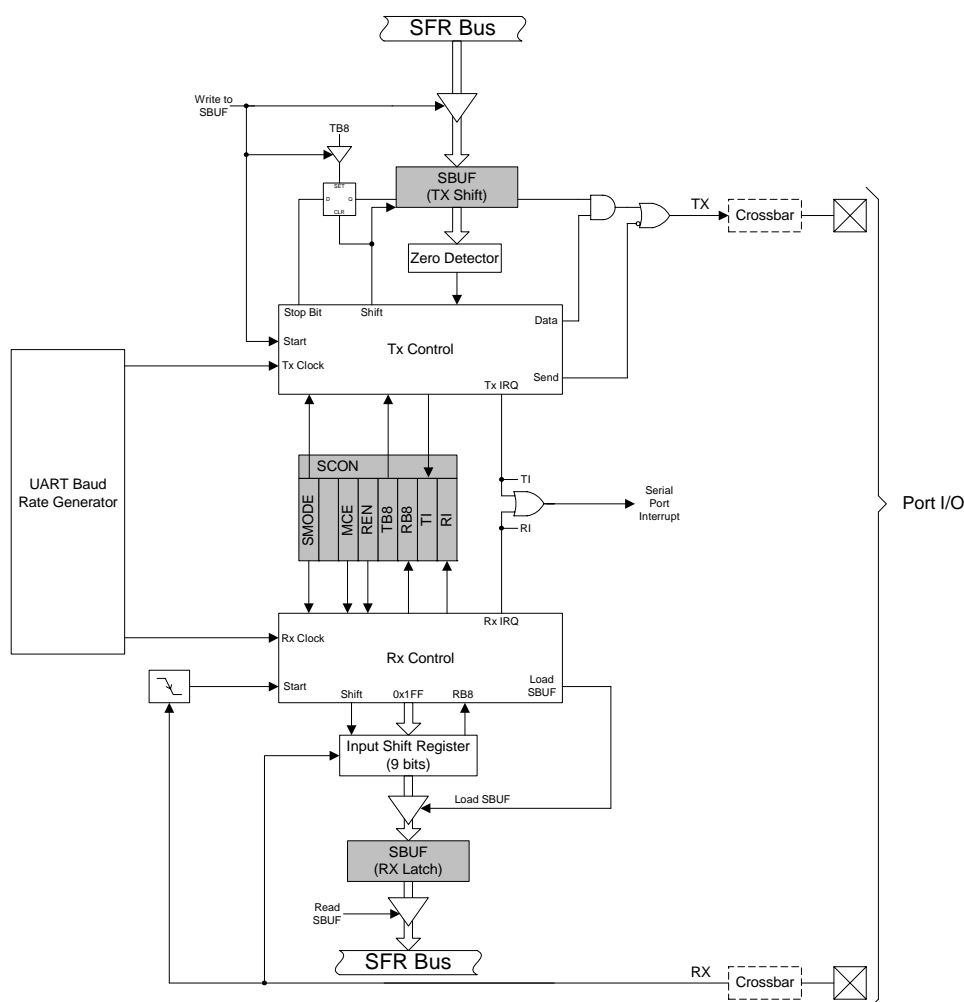 SFR Bus
Write to
SBUF
TB8
SET
D
Q
CLR
SBUF
(TX Shift)
TX
Crossbar
Zero Detector
Stop Bit
Shift
Data
Start
Tx Control
Tx Clock
Send
Tx IRQ
UART Baud
Rate Generator
SCON
SMODE
MCE
REN
TB8
RB8
TI
RI
TI
Serial
Port
Interrupt
RI
Port I/O
Rx IRQ
Rx Clock
Rx Control
Start
Load
SBUF
Shift
0x1FF
RB8
Input Shift Register
(9 bits)
Load SBUF
SBUF
(RX Latch)
Read
SBUF
SFR Bus
RX
Crossbar